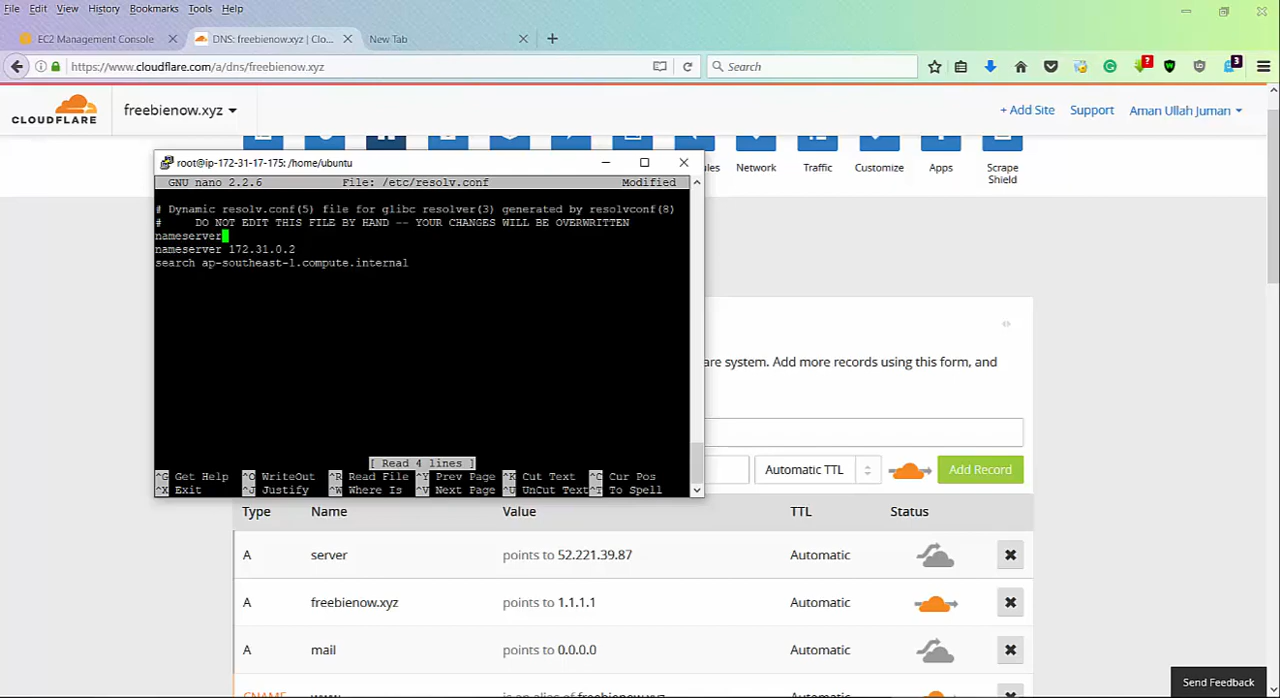 File Edit View History Bookmarks Tools Help
EC2 Management Console
DNS: freebienow.xyz | Clo...
New Tab
https://www.cloudflare.com/a/dns/freebienow.xyz
Search
?
3
CLOUDFLARE
freebienow.xyz
+ Add Site
Support
Aman Ullah Juman
Network
Traffic
Customize
Apps
Scrape
Shield
root@ip-172-31-17-175: /home/ubuntu
GNU nano 2.2.6 File: /etc/resolv.conf Modified
# Dynamic resolv.conf(5) file for glibc resolver(3) generated by resolvconf(8)
# DO NOT EDIT THIS FILE BY HAND -- YOUR CHANGES WILL BE OVERWRITTEN
nameserver
nameserver 172.31.0.2
search ap-southeast-1.compute.internal
[ Read 4 lines ]
^G Get Help ^O WriteOut ^R Read File ^Y Prev Page ^K Cut Text ^C Cur Pos
^X Exit ^J Justify ^W Where Is ^V Next Page ^U UnCut Text ^T To Spell
are system. Add more records using this form, and
Automatic TTL
Add Record
Type Name Value TTL Status
A server points to 52.221.39.87 Automatic
A freebienow.xyz points to 1.1.1.1 Automatic
A mail points to 0.0.0.0 Automatic
Send Feedback